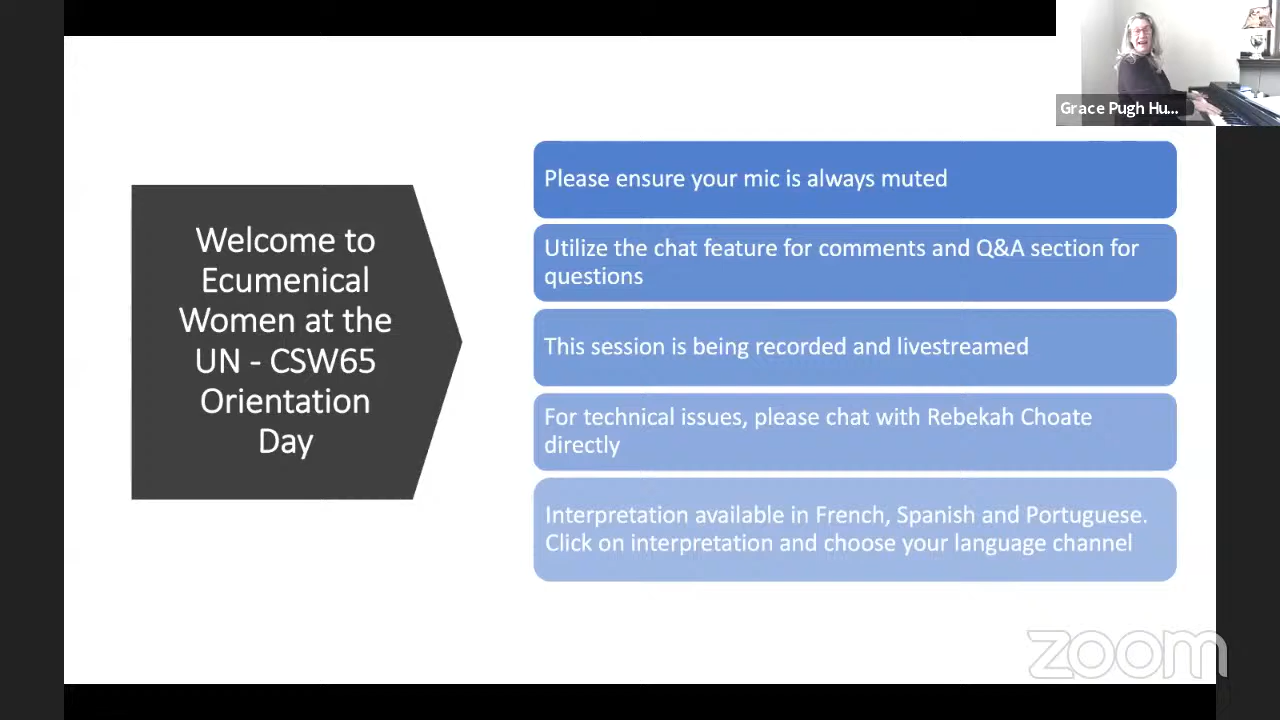 Grace Pugh Hu...
Welcome to
Ecumenical
Women at the
UN - CSW65
Orientation
Day
Please ensure your mic is always muted
Utilize the chat feature for comments and Q&A section for
questions
This session is being recorded and livestreamed
For technical issues, please chat with Rebekah Choate
directly
Interpretation available in French, Spanish and Portuguese.
Click on interpretation and choose your language channel
zoom